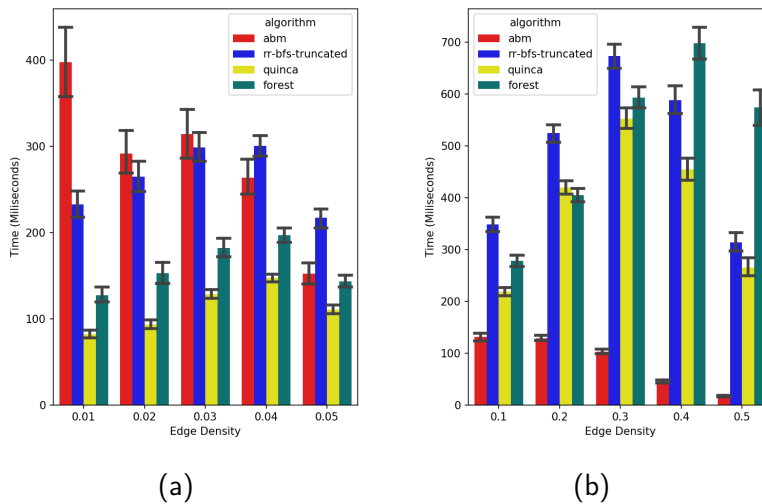 algorithm
abm
rr-bfs-truncated
quinca
forest
400
300
200
100
0
Time (Miliseconds)
0.01 0.02 0.03 0.04 0.05
Edge Density
(a)
algorithm
abm
rr-bfs-truncated
quinca
forest
700
600
500
400
300
200
100
0
Time (Miliseconds)
0.1 0.2 0.3 0.4 0.5
Edge Density
(b)